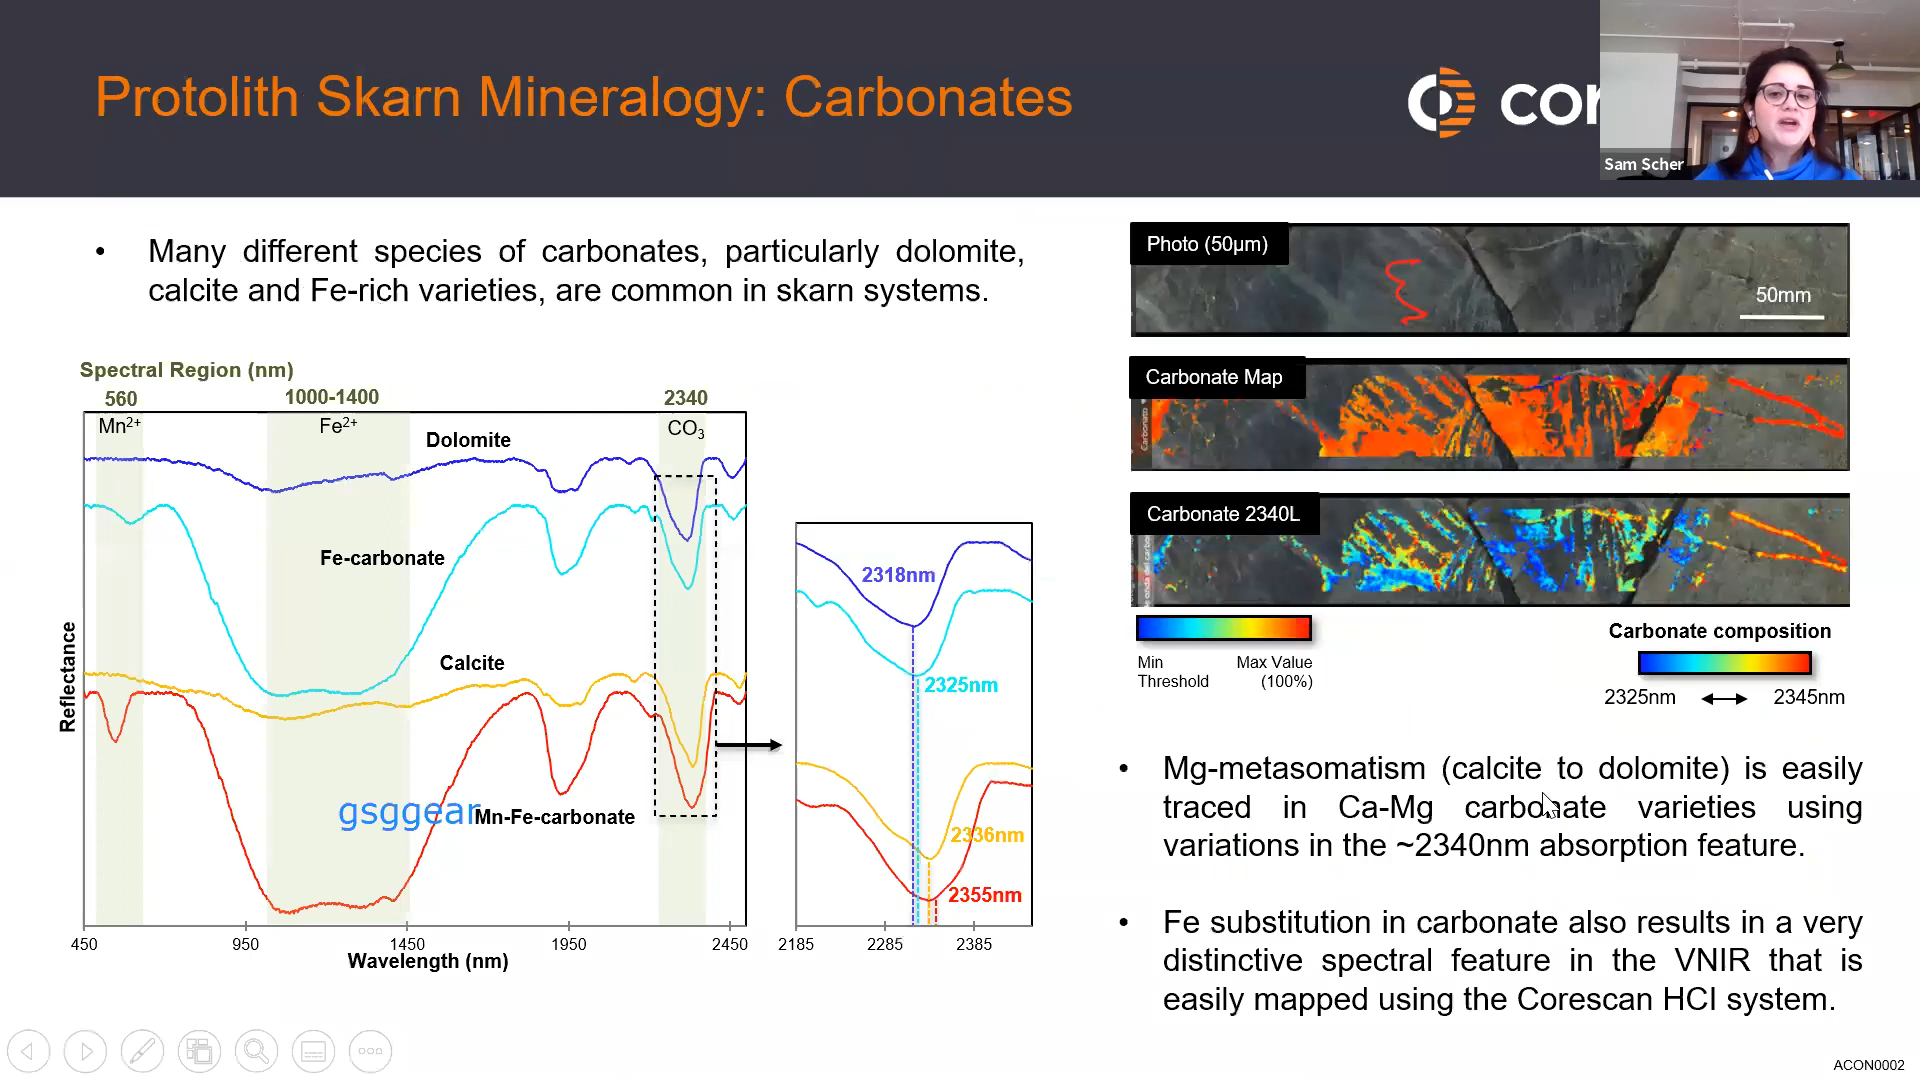 Protolith Skarn Mineralogy: Carbonates
cor
Sam Scher
• Many different species of carbonates, particularly dolomite,
calcite and Fe-rich varieties, are common in skarn systems.
Spectral Region (nm)
560
1000-1400
2340
Mn2+
Fe2+
CO3
Dolomite
Fe-carbonate
Calcite
Mn-Fe-carbonate
gsggear
Reflectance
450
950
1450
1950
2450
Wavelength (nm)
2318nm
2325nm
2336nm
2355nm
2185
2285
2385
Photo (50µm)
50mm
Carbonate Map
Carbonate
Carbonate 2340L
Min
Threshold
Max Value
(100%)
Carbonate composition
2325nm
2345nm
• Mg-metasomatism (calcite to dolomite) is easily
traced in Ca-Mg carbonate varieties using
variations in the ~2340nm absorption feature.
• Fe substitution in carbonate also results in a very
distinctive spectral feature in the VNIR that is
easily mapped using the Corescan HCI system.
ACON0002